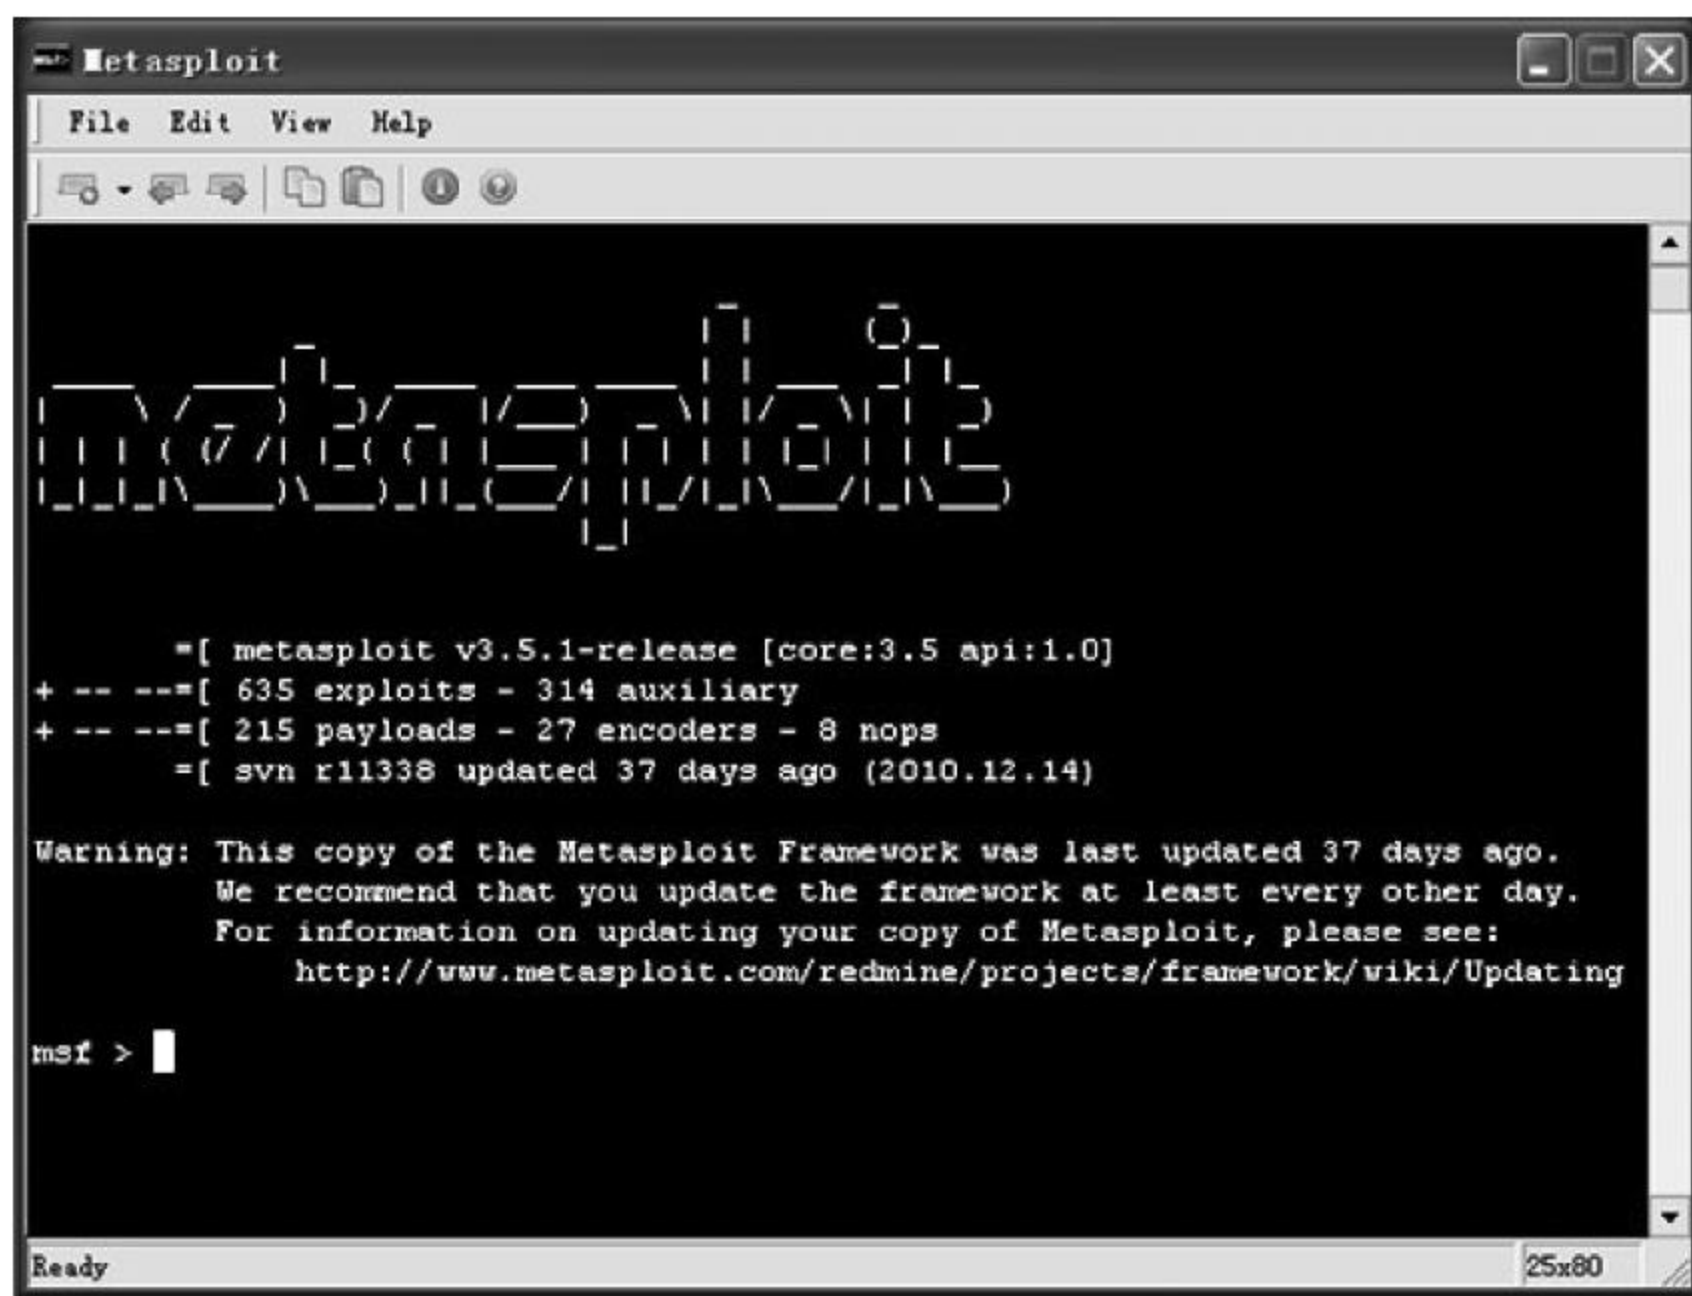 Metasploit
File Edit View Help
metasploit
=[ metasploit v3.5.1-release [core:3.5 api:1.0]
+ -- --=[ 635 exploits - 314 auxiliary
+ -- --=[ 215 payloads - 27 encoders - 8 nops
=[ svn r11338 updated 37 days ago (2010.12.14)
Warning: This copy of the Metasploit Framework was last updated 37 days ago.
We recommend that you update the framework at least every other day.
For information on updating your copy of Metasploit, please see:
http://www.metasploit.com/redmine/projects/framework/wiki/Updating
msf >
Ready 25x80